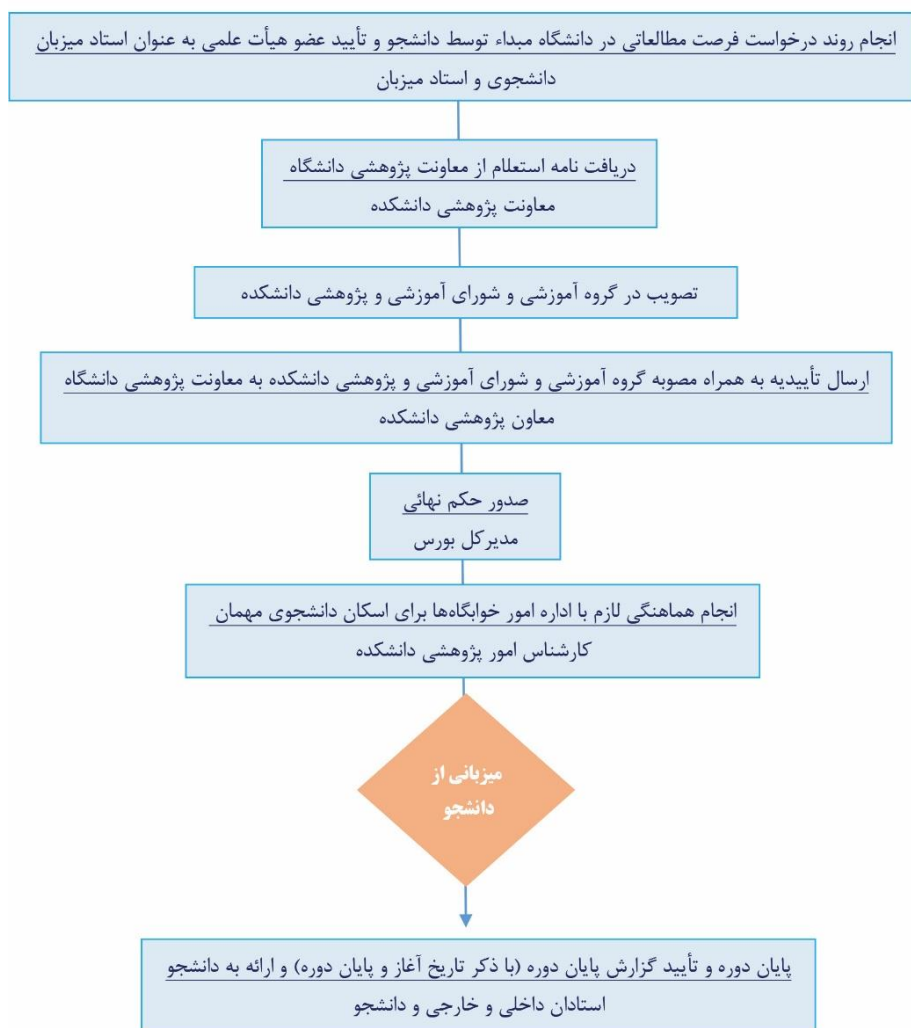 انجام روند درخواست فرصت مطالعاتی در دانشگاه مبداء توسط دانشجو و تأیید عضو هیأت علمی به عنوان استاد میزبان
دانشجوی و استاد میزبان
دریافت نامه استعلام از معاونت پژوهشی دانشگاه
معاونت پژوهشی دانشکده
تصویب در گروه آموزشی و شورای آموزشی و پژوهشی دانشکده
ارسال تأییدیه به همراه مصوبه گروه آموزشی و شورای آموزشی و پژوهشی دانشکده به معاونت پژوهشی دانشگاه
معاون پژوهشی دانشکده
صدور حکم نهائی
مدیرکل بورس
انجام هماهنگی لازم با اداره امور خوابگاه‌ها برای اسکان دانشجوی مهمان
کارشناس امور پژوهشی دانشکده
میزبانی از
دانشجو
پایان دوره و تأیید گزارش پایان دوره (با ذکر تاریخ آغاز و پایان دوره) و ارائه به دانشجو
استادان داخلی و خارجی و دانشجو